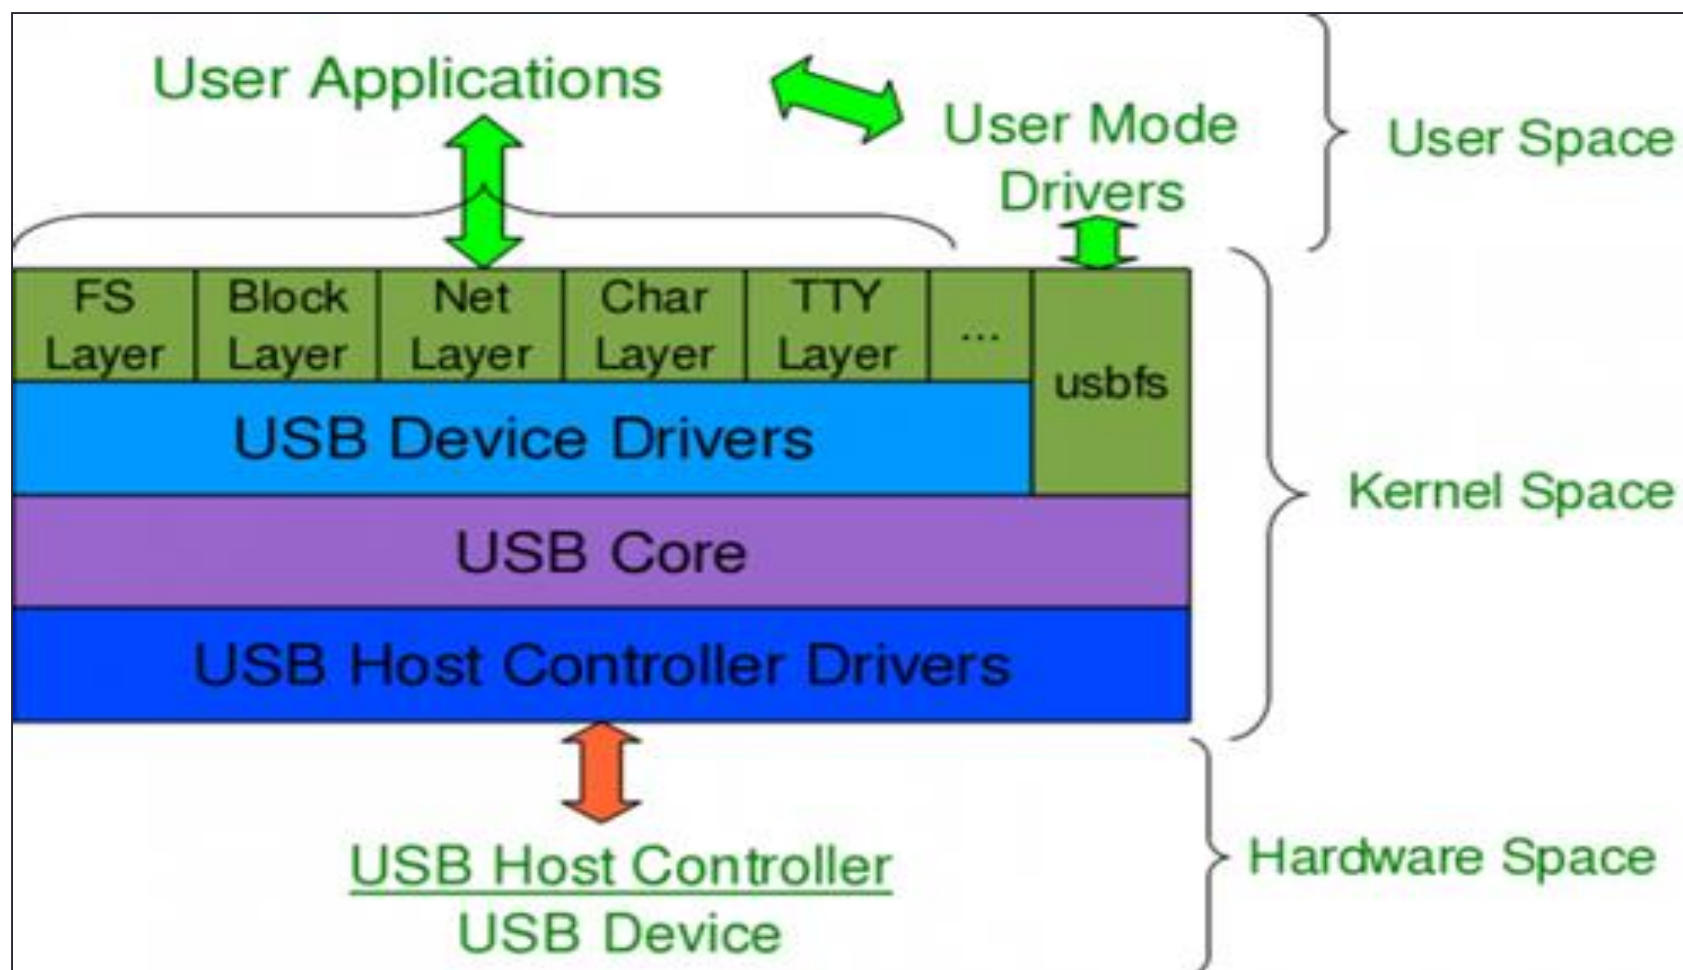 User Applications
User Mode
Drivers
User Space
FS
Layer
Block
Layer
Net
Layer
Char
Layer
TTY
Layer
...
usbfs
USB Device Drivers
Kernel Space
USB Core
USB Host Controller Drivers
USB Host Controller
USB Device
Hardware Space